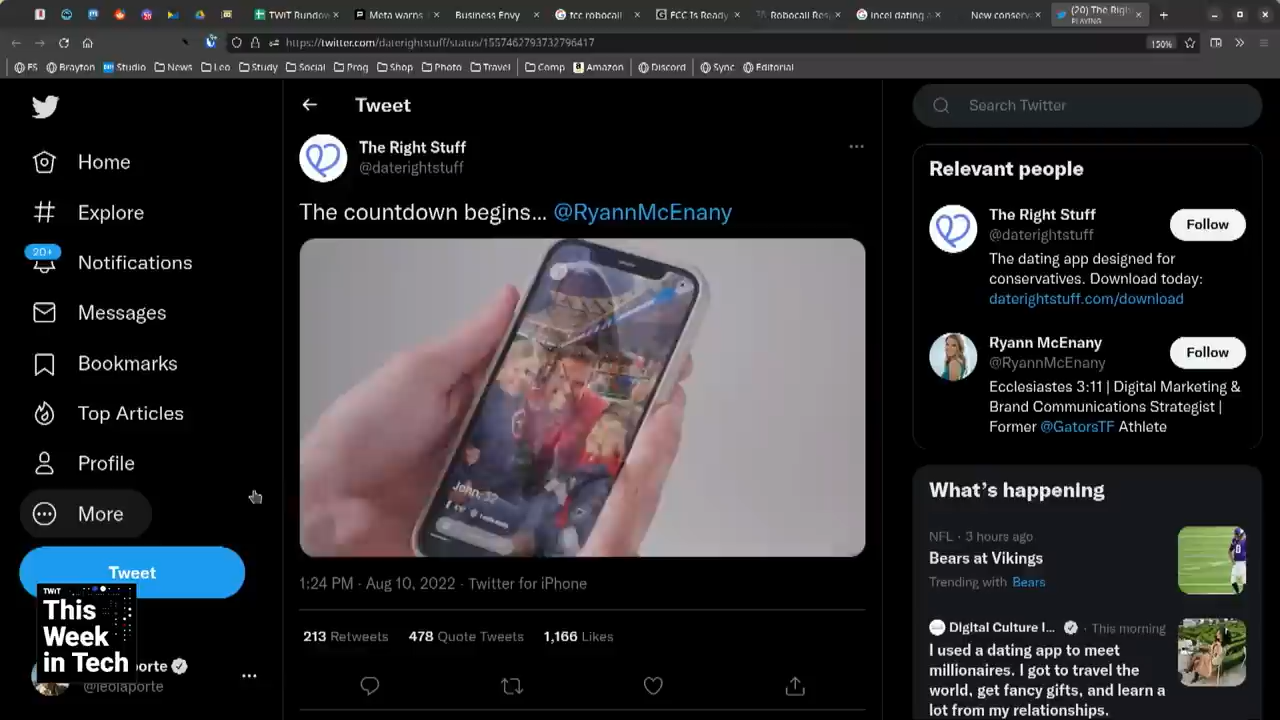 TWiT Rundow
Meta warns
Business Envy
fcc robocall
FCC Is Ready
Robocall Res
incel dating a
New conserv
(20) The Righ
PLAYING
https://twitter.com/daterightstuff/status/1557462793732796417
150%
FS
Brayton
Studio
News
Leo
Study
Social
Prog
Shop
Photo
Travel
Comp
Amazon
Discord
Sync
Editorial
Home
Explore
20+
Notifications
Messages
Bookmarks
Top Articles
Profile
More
Tweet
TWiT
This
Week
in Tech
porte
@leolaporte
Tweet
The Right Stuff
@daterightstuff
The countdown begins... @RyannMcEnany
John, 32
1:24 PM · Aug 10, 2022 · Twitter for iPhone
213 Retweets 478 Quote Tweets 1,166 Likes
Search Twitter
Relevant people
The Right Stuff
@daterightstuff
Follow
The dating app designed for
conservatives. Download today:
daterightstuff.com/download
Ryann McEnany
@RyannMcEnany
Follow
Ecclesiastes 3:11 | Digital Marketing &
Brand Communications Strategist |
Former @GatorsTF Athlete
What's happening
NFL · 3 hours ago
Bears at Vikings
Trending with Bears
Digital Culture l... · This morning
I used a dating app to meet
millionaires. I got to travel the
world, get fancy gifts, and learn a
lot from my relationships.